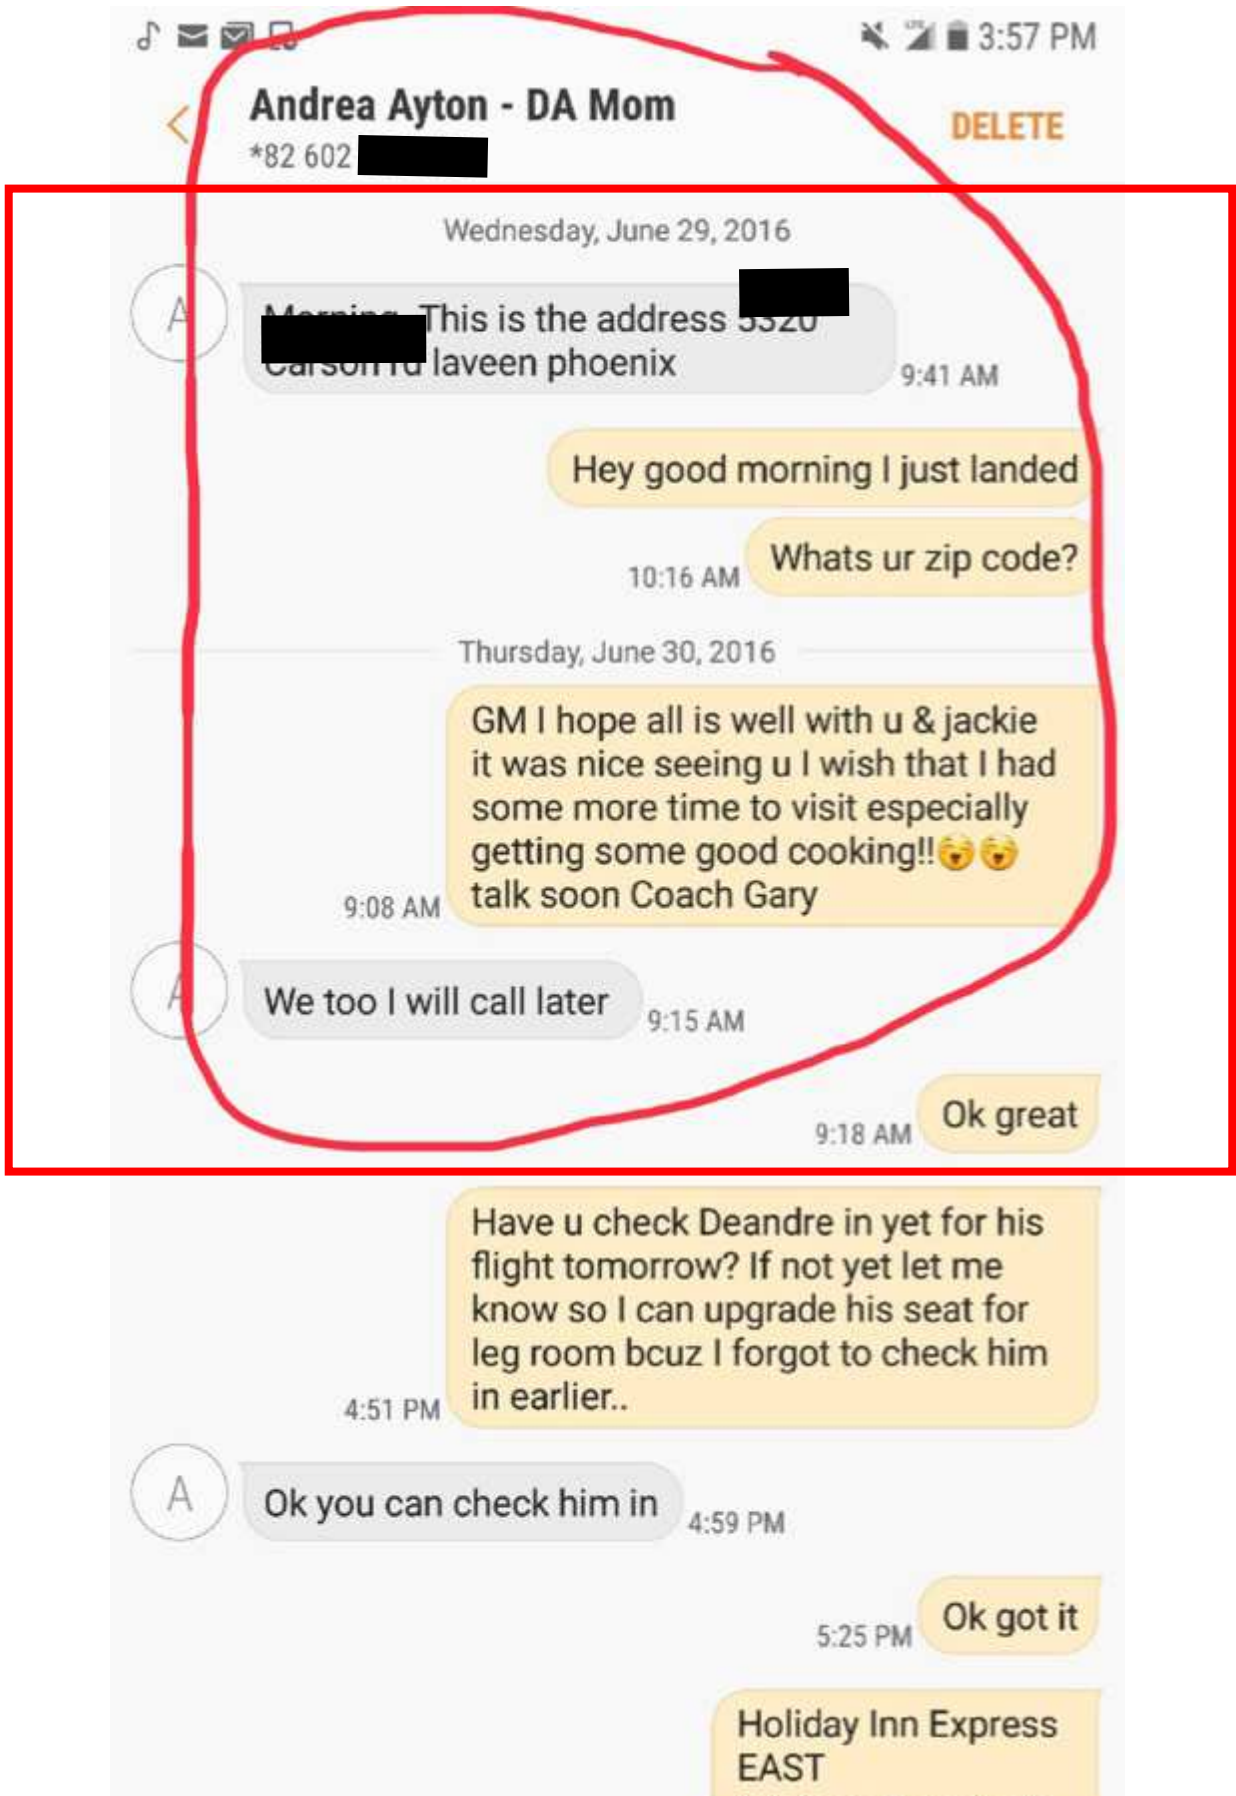 3:57 PM
Andrea Ayton - DA Mom
DELETE
*82 602
Wednesday, June 29, 2016
A
This is the address
laveen phoenix
9:41 AM
Hey good morning I just landed
Whats ur zip code?
10:16 AM
Thursday, June 30, 2016
GM I hope all is well with u & jackie
it was nice seeing u I wish that I had
some more time to visit especially
getting some good cooking!!😚😚
talk soon Coach Gary
9:08 AM
A
We too I will call later
9:15 AM
Ok great
9:18 AM
Have u check Deandre in yet for his
flight tomorrow? If not yet let me
know so I can upgrade his seat for
leg room bcuz I forgot to check him
in earlier..
4:51 PM
A
Ok you can check him in
4:59 PM
Ok got it
5:25 PM
Holiday Inn Express
EAST